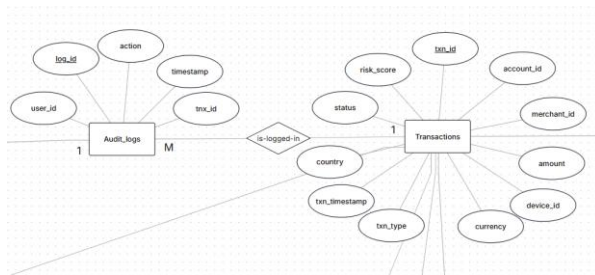 txn_id
action
log_id
risk_score
account_id
timestamp
user_id
tnx_id
status
merchant_id
Audit_logs
is-logged-in
1
Transactions
1
M
country
amount
txn_timestamp
device_id
txn_type
currency